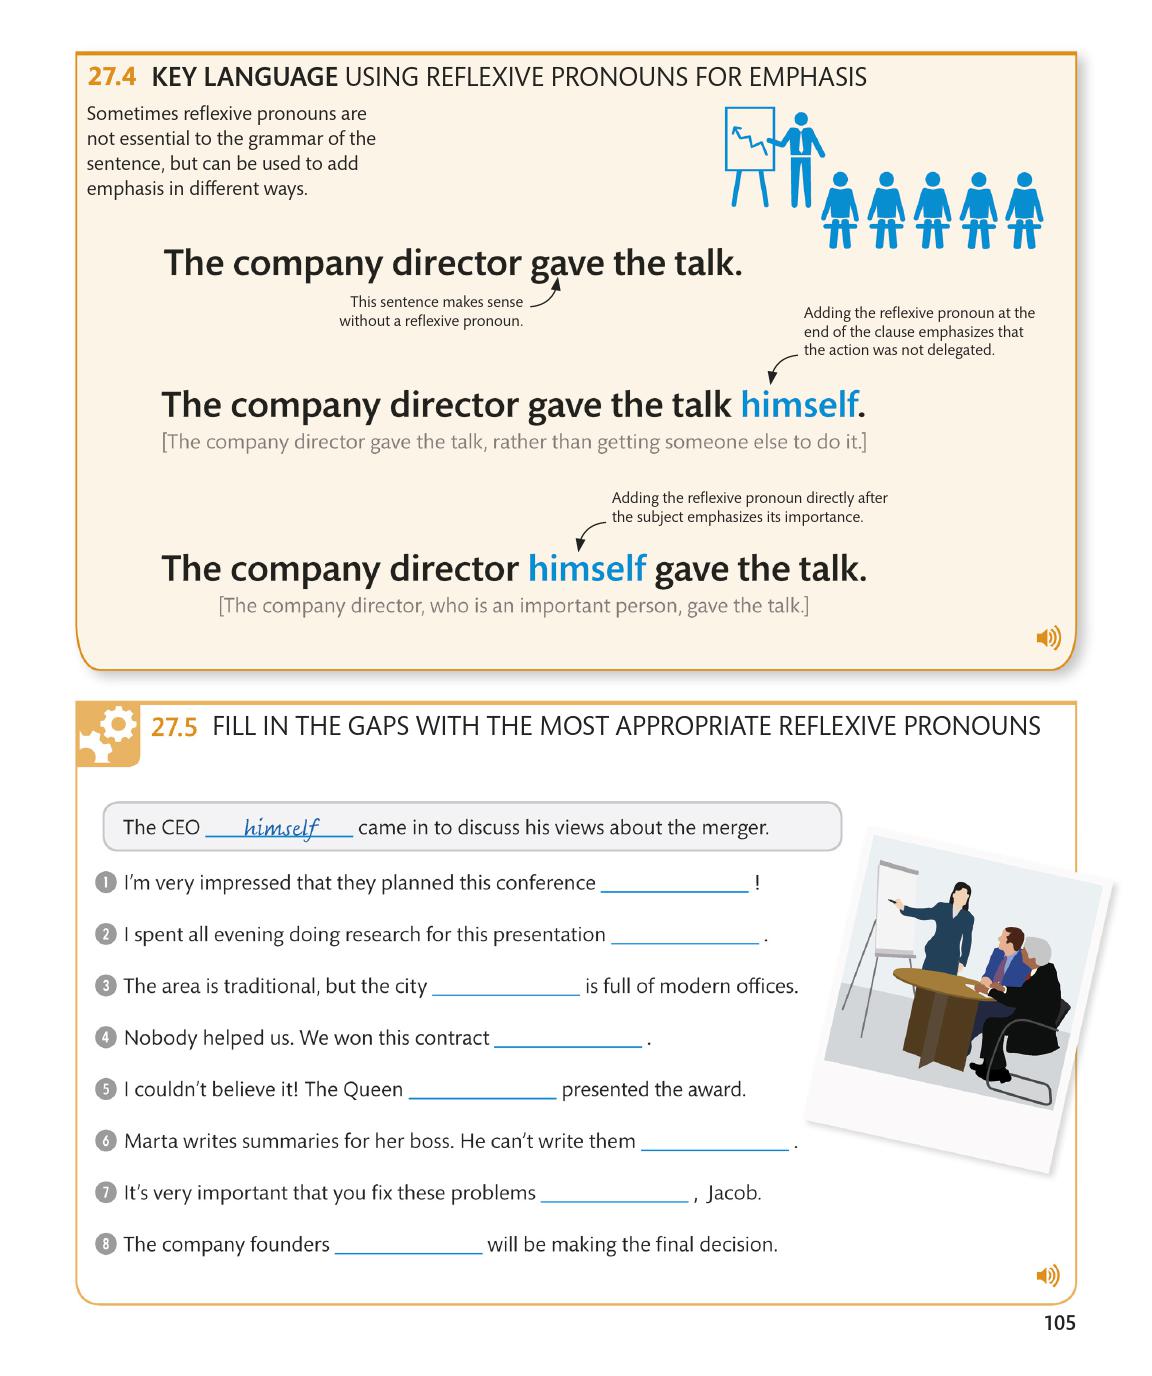 27.4 KEY LANGUAGE USING REFLEXIVE PRONOUNS FOR EMPHASIS
Sometimes reflexive pronouns are
not essential to the grammar of the
sentence, but can be used to add
emphasis in different ways.
The company director gave the talk.
This sentence makes sense
without a reflexive pronoun.
Adding the reflexive pronoun at the
end of the clause emphasizes that
the action was not delegated.
The company director gave the talk himself.
[The company director gave the talk, rather than getting someone else to do it.]
Adding the reflexive pronoun directly after
the subject emphasizes its importance.
The company director himself gave the talk.
[The company director, who is an important person, gave the talk.]
27.5 FILL IN THE GAPS WITH THE MOST APPROPRIATE REFLEXIVE PRONOUNS
The CEO himself came in to discuss his views about the merger.
1 I'm very impressed that they planned this conference ____________ !
2 I spent all evening doing research for this presentation ____________ .
3 The area is traditional, but the city ____________ is full of modern offices.
4 Nobody helped us. We won this contract ____________ .
5 I couldn't believe it! The Queen ____________ presented the award.
6 Marta writes summaries for her boss. He can't write them ____________ .
7 It's very important that you fix these problems ____________ , Jacob.
8 The company founders ____________ will be making the final decision.
105